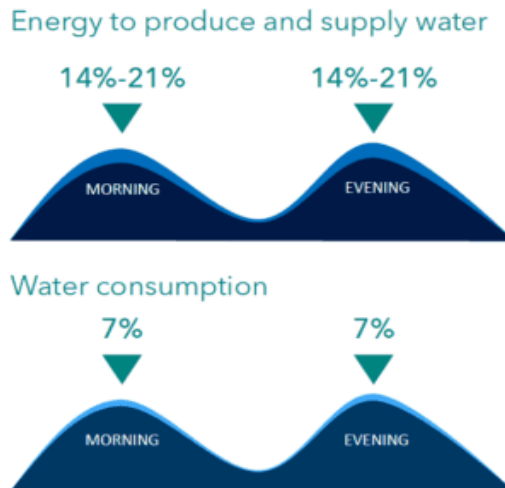 Energy to produce and supply water
14%-21% 14%-21%
MORNING EVENING
Water consumption
7% 7%
MORNING EVENING